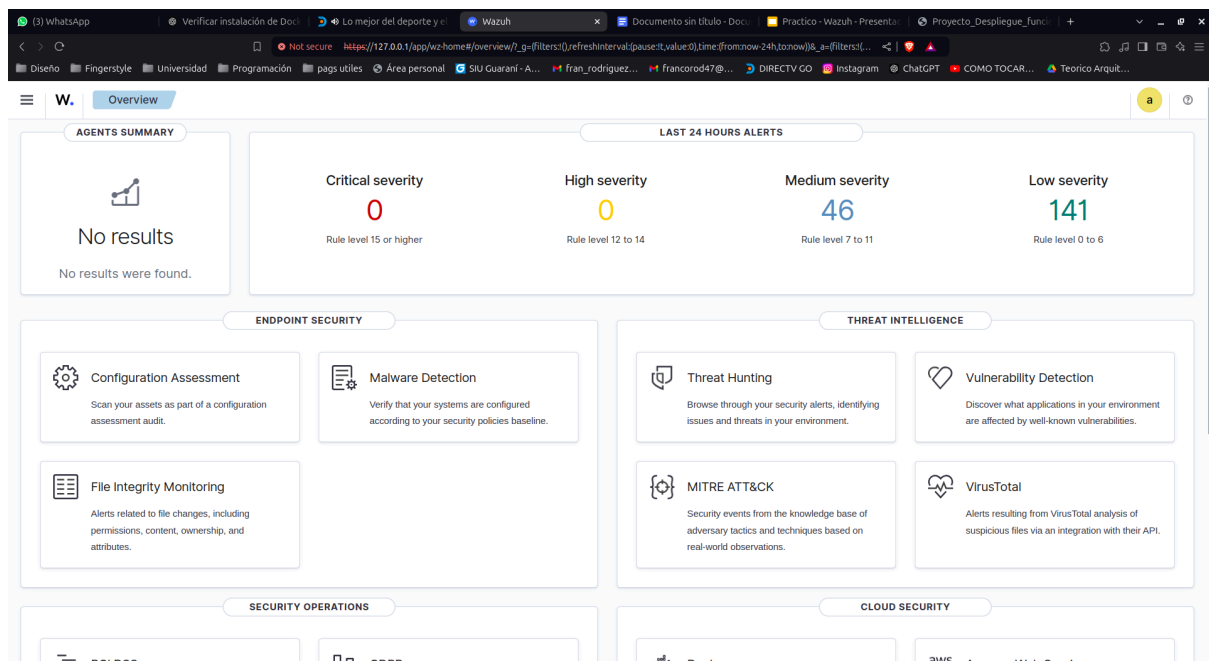 (3) WhatsApp
Verificar instalación de Dock
Lo mejor del deporte y el
Wazuh
Documento sin título - Docu
Practico - Wazuh - Presentac
Proyecto_Despliegue_funci
Not secure https://127.0.0.1/app/wz-home#/overview/?_g=(filters:!(),refreshInterval:(pause:!t,value:0),time:(from:now-24h,to:now))&_a=(filters:!(...
Diseño Fingerstyle Universidad Programación pags utiles Área personal SIU Guaraní - A... fran_rodriguez... francorod47@... DIRECTV GO Instagram ChatGPT COMO TOCAR... Teorico Arquit...
W. Overview a
AGENTS SUMMARY
No results
No results were found.
LAST 24 HOURS ALERTS
Critical severity
0
Rule level 15 or higher
High severity
0
Rule level 12 to 14
Medium severity
46
Rule level 7 to 11
Low severity
141
Rule level 0 to 6
ENDPOINT SECURITY
Configuration Assessment
Scan your assets as part of a configuration
assessment audit.
Malware Detection
Verify that your systems are configured
according to your security policies baseline.
File Integrity Monitoring
Alerts related to file changes, including
permissions, content, ownership, and
attributes.
THREAT INTELLIGENCE
Threat Hunting
Browse through your security alerts, identifying
issues and threats in your environment.
Vulnerability Detection
Discover what applications in your environment
are affected by well-known vulnerabilities.
MITRE ATT&CK
Security events from the knowledge base of
adversary tactics and techniques based on
real-world observations.
VirusTotal
Alerts resulting from VirusTotal analysis of
suspicious files via an integration with their API.
SECURITY OPERATIONS
CLOUD SECURITY
aws